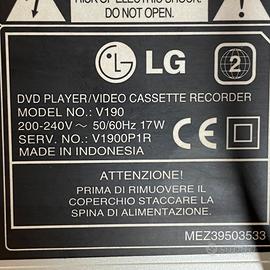 RISK OF ELECTRIC SHOCK
DO NOT OPEN.
LG
2
DVD PLAYER/VIDEO CASSETTE RECORDER
MODEL NO.: V190
200-240V ~ 50/60Hz 17W
SERV. NO.: V1900P1R
MADE IN INDONESIA
CE
ATTENZIONE!
PRIMA DI RIMUOVERE IL
COPERCHIO STACCARE LA
SPINA DI ALIMENTAZIONE.
MEZ39503533